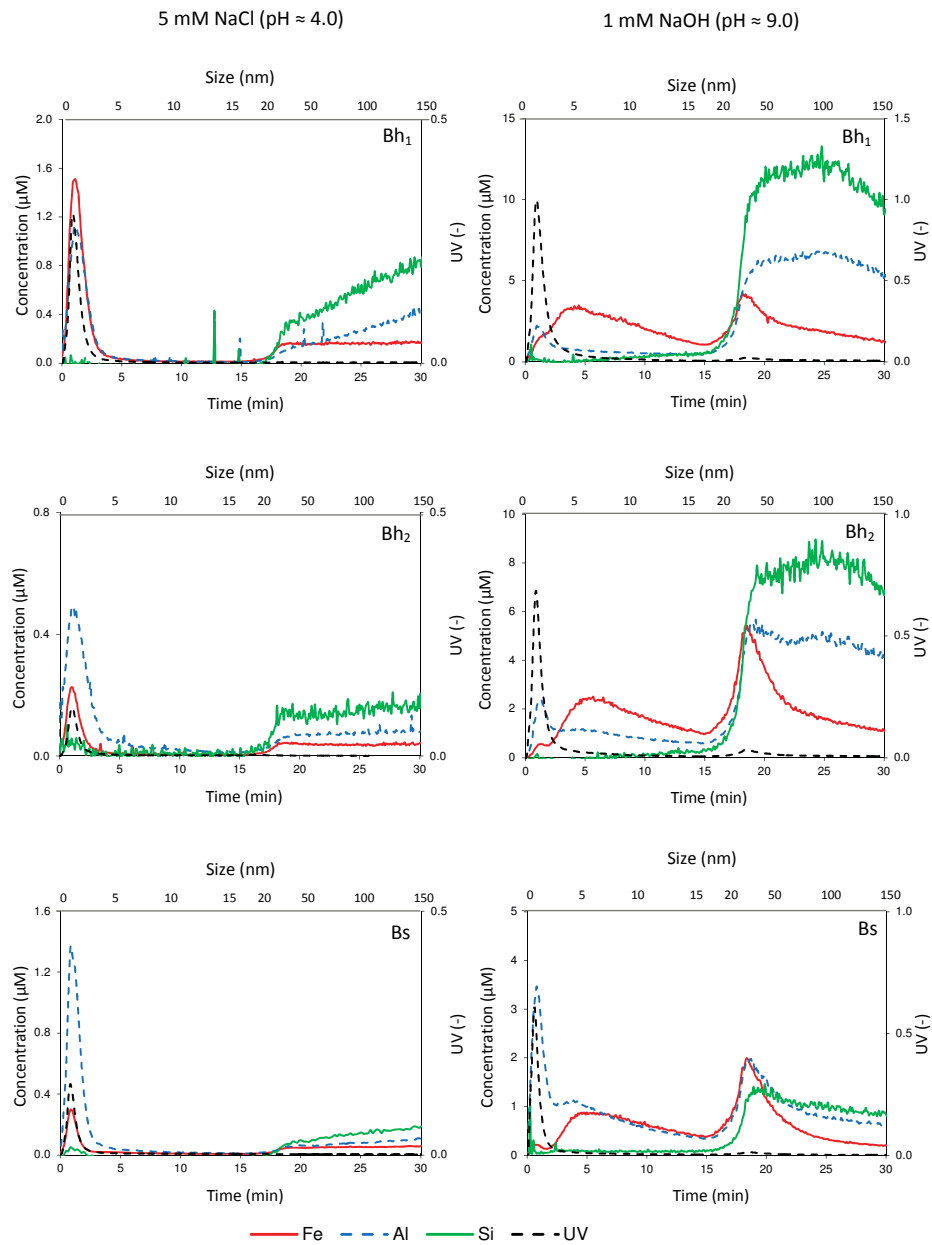 5 mM NaCl (pH ≈ 4.0)
1 mM NaOH (pH ≈ 9.0)
Size (nm)
0 5 10 15 20 50 100 150
2.0 1.6 1.2 0.8 0.4 0.0
Concentration (µM)
0.5 0.0
UV (-)
Bh₁
0 5 10 15 20 25 30
Time (min)
Size (nm)
0 5 10 15 20 50 100 150
15 10 5 0
Concentration (µM)
1.5 1.0 0.5 0.0
UV (-)
Bh₁
0 5 10 15 20 25 30
Time (min)
Size (nm)
0 5 10 15 20 50 100 150
0.8 0.4 0.0
Concentration (µM)
0.5 0.0
UV (-)
Bh₂
0 5 10 15 20 25 30
Time (min)
Size (nm)
0 5 10 15 20 50 100 150
10 8 6 4 2 0
Concentration (µM)
1.0 0.5 0.0
UV (-)
Bh₂
0 5 10 15 20 25 30
Time (min)
Size (nm)
0 5 10 15 20 50 100 150
1.6 1.2 0.8 0.4 0.0
Concentration (µM)
0.5 0.0
UV (-)
Bs
0 5 10 15 20 25 30
Time (min)
Size (nm)
0 5 10 15 20 50 100 150
5 4 3 2 1 0
Concentration (µM)
1.0 0.5 0.0
UV (-)
Bs
0 5 10 15 20 25 30
Time (min)
Fe Al Si UV